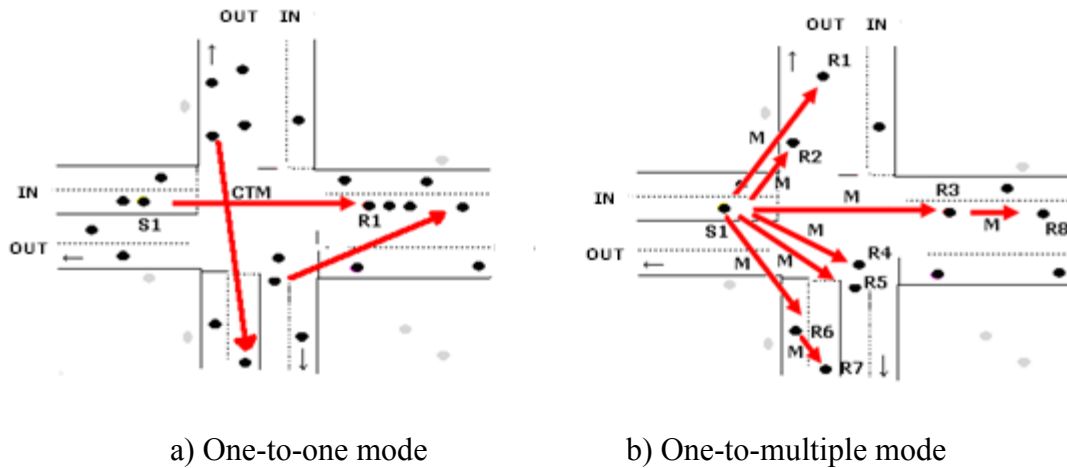 OUT IN
IN
OUT
S1
CTM
R1
a) One-to-one mode
OUT IN
IN
OUT
S1
R1
M
R2
M
M
R3
M
R8
M
R4
M
M
R5
R6
M
R7
b) One-to-multiple mode